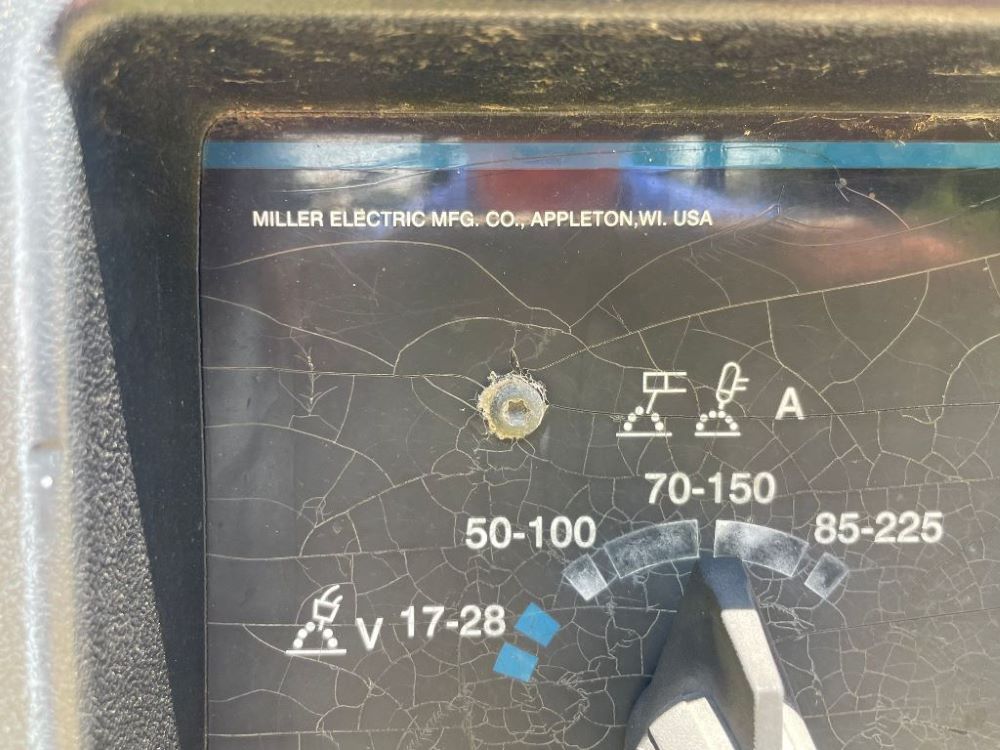 MILLER ELECTRIC MFG. CO., APPLETON,WI. USA
A
70-150
50-100
85-225
V 17-28